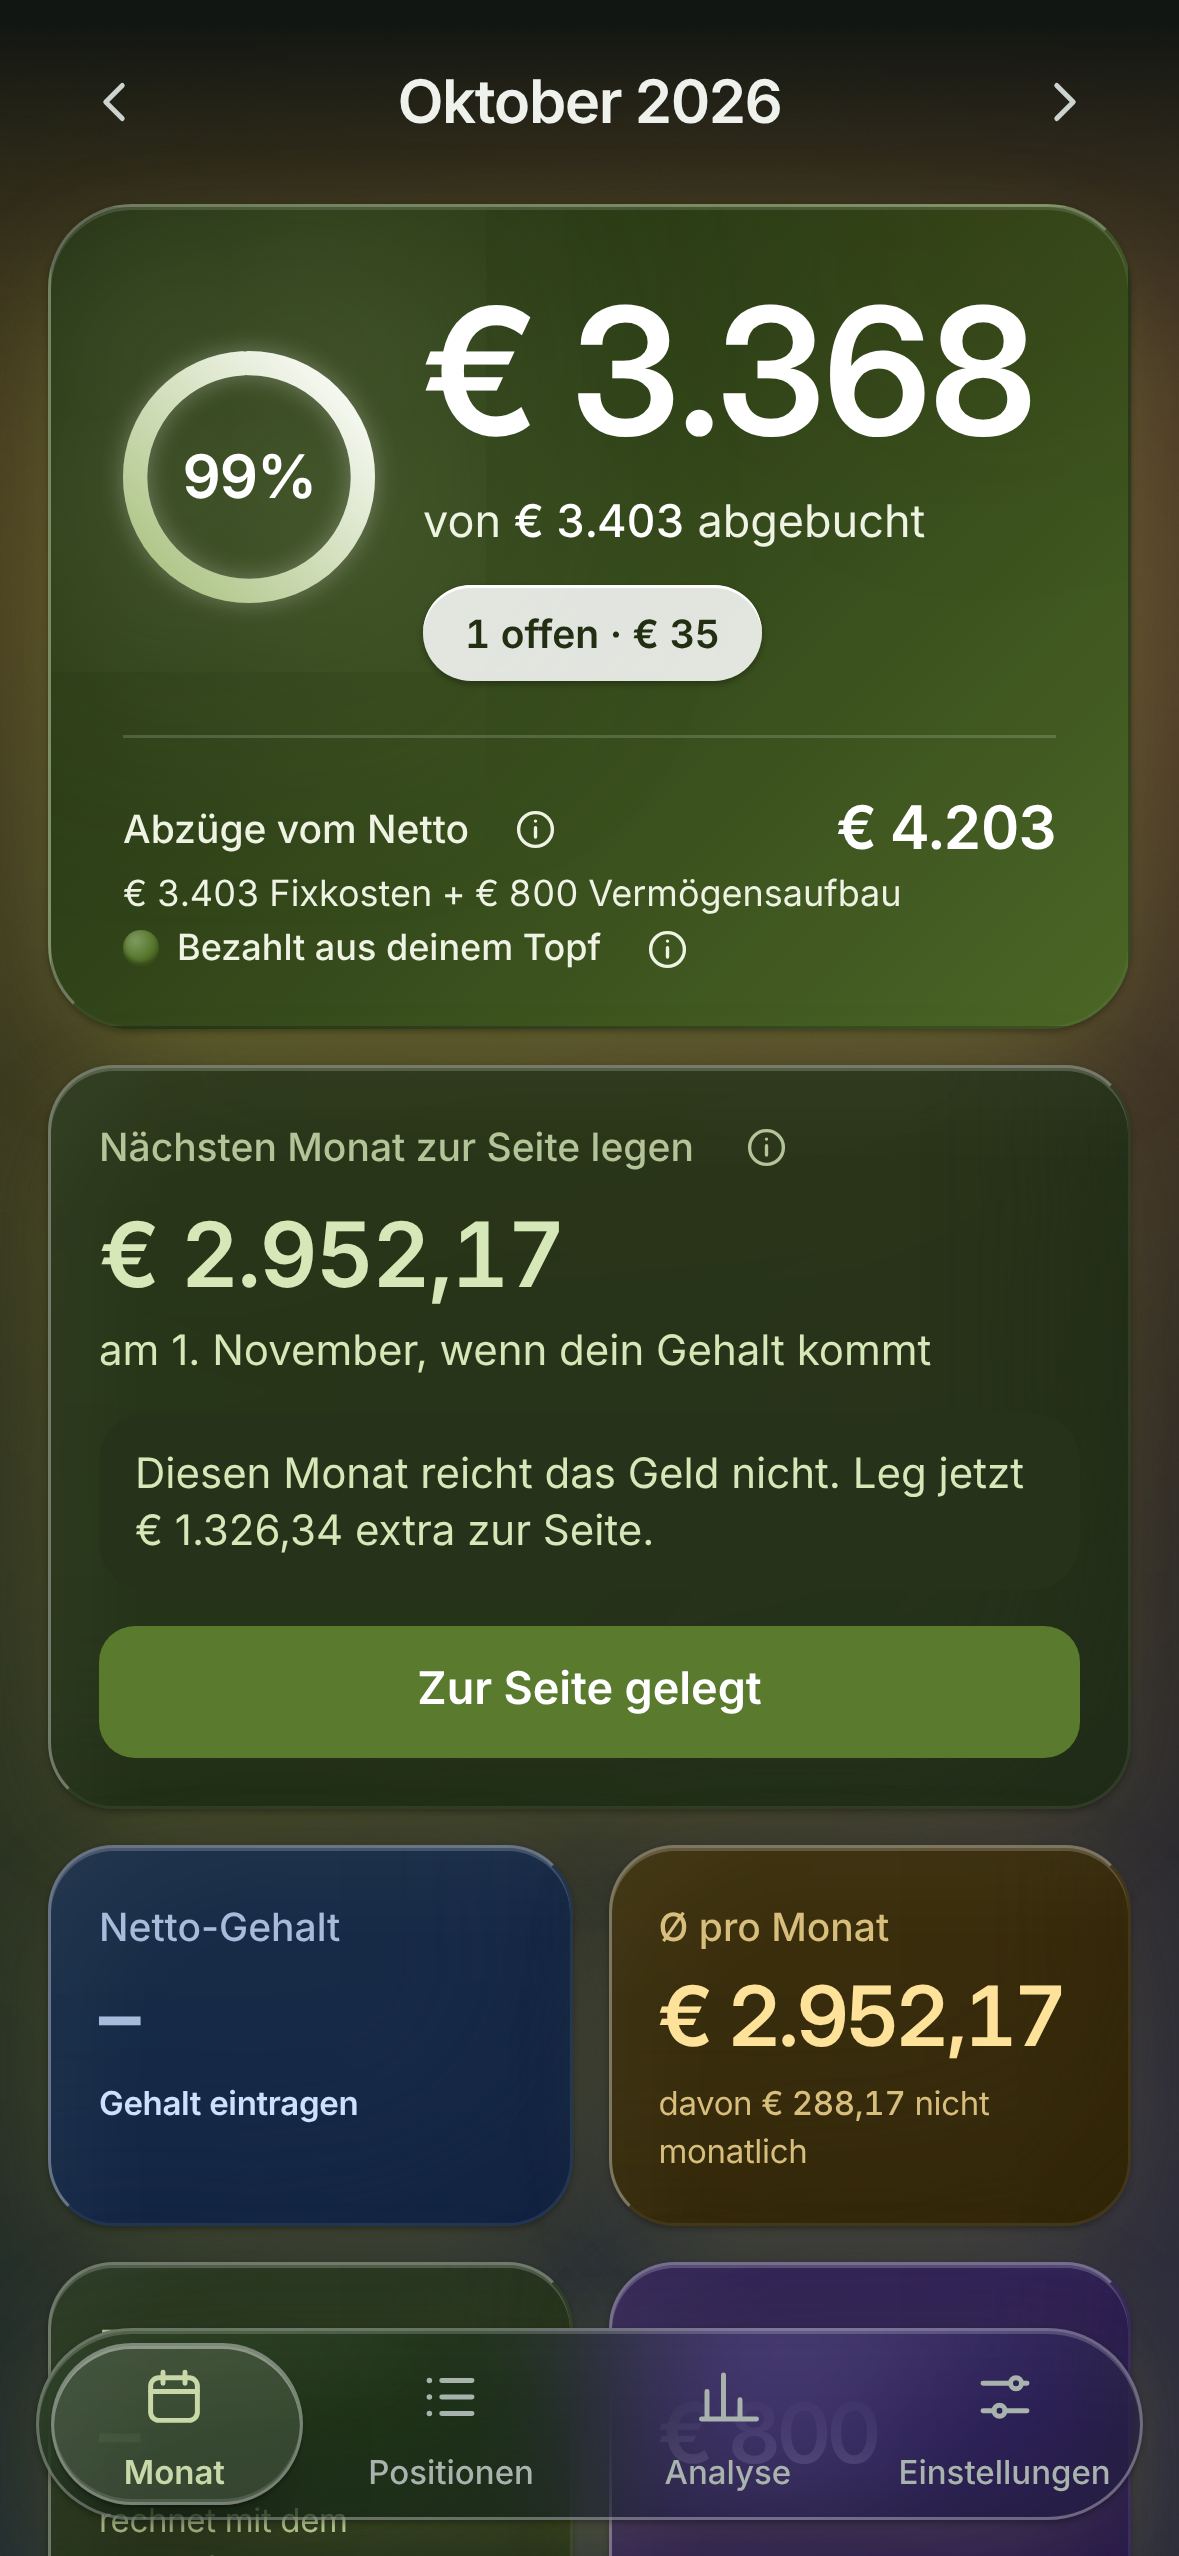 Oktober 2026
€ 3.368
99%
von € 3.403 abgebucht
1 offen · € 35
Abzüge vom Netto
€ 4.203
€ 3.403 Fixkosten + € 800 Vermögensaufbau
Bezahlt aus deinem Topf
Nächsten Monat zur Seite legen
€ 2.952,17
am 1. November, wenn dein Gehalt kommt
Diesen Monat reicht das Geld nicht. Leg jetzt
€ 1.326,34 extra zur Seite.
Zur Seite gelegt
Netto-Gehalt
–
Gehalt eintragen
Ø pro Monat
€ 2.952,17
davon € 288,17 nicht
monatlich
€ 800
Monat
Positionen
Analyse
Einstellungen
rechnet mit dem